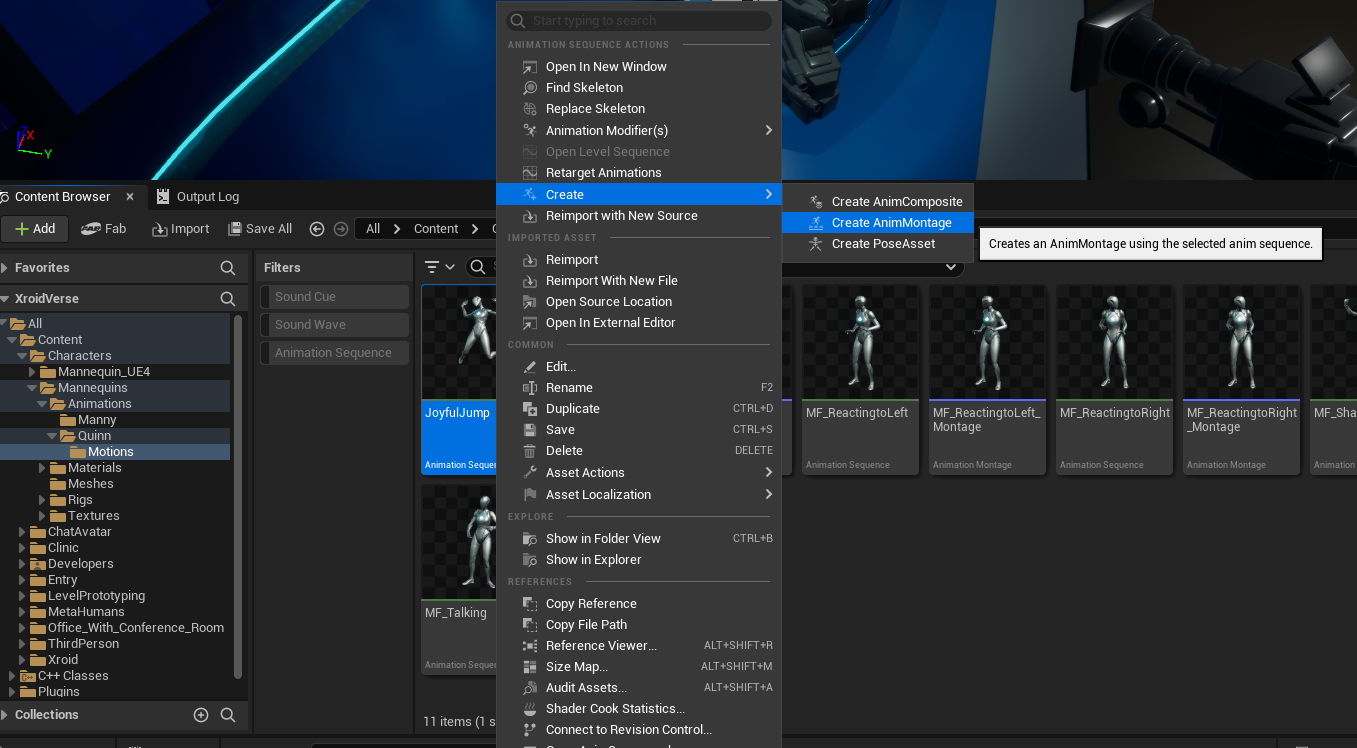 Start typing to search
ANIMATION SEQUENCE ACTIONS
Open In New Window
Find Skeleton
Replace Skeleton
Animation Modifier(s)
Open Level Sequence
Retarget Animations
Create
Reimport with New Source
IMPORTED ASSET
Reimport
Reimport With New File
Open Source Location
Open In External Editor
COMMON
Edit...
Rename F2
Duplicate CTRL+D
Save CTRL+S
Delete DELETE
Asset Actions
Asset Localization
EXPLORE
Show in Folder View CTRL+B
Show in Explorer
REFERENCES
Copy Reference
Copy File Path
Reference Viewer... ALT+SHIFT+R
Size Map... ALT+SHIFT+M
Audit Assets... ALT+SHIFT+A
Shader Cook Statistics...
Connect to Revision Control...
Create AnimComposite
Create AnimMontage
Create PoseAsset
Creates an AnimMontage using the selected anim sequence.
Z X
Y
Content Browser
Output Log
Add Fab Import Save All All Content
Favorites
XroidVerse
All
Content
Characters
Mannequin_UE4
Mannequins
Animations
Manny
Quinn
Motions
Materials
Meshes
Rigs
Textures
ChatAvatar
Clinic
Developers
Entry
LevelPrototyping
MetaHumans
Office_With_Conference_Room
ThirdPerson
Xroid
C++ Classes
Plugins
Collections
Filters
Sound Cue
Sound Wave
Animation Sequence
JoyfulJump
Animation Sequen
MF_ReactingtoLeft
Animation Sequence
MF_ReactingtoLeft_
Montage
Animation Montage
MF_ReactingtoRight
Animation Sequence
MF_ReactingtoRight
_Montage
Animation Montage
MF_Sha
Animation
MF_Talking
Animation Sequen
11 items (1 s